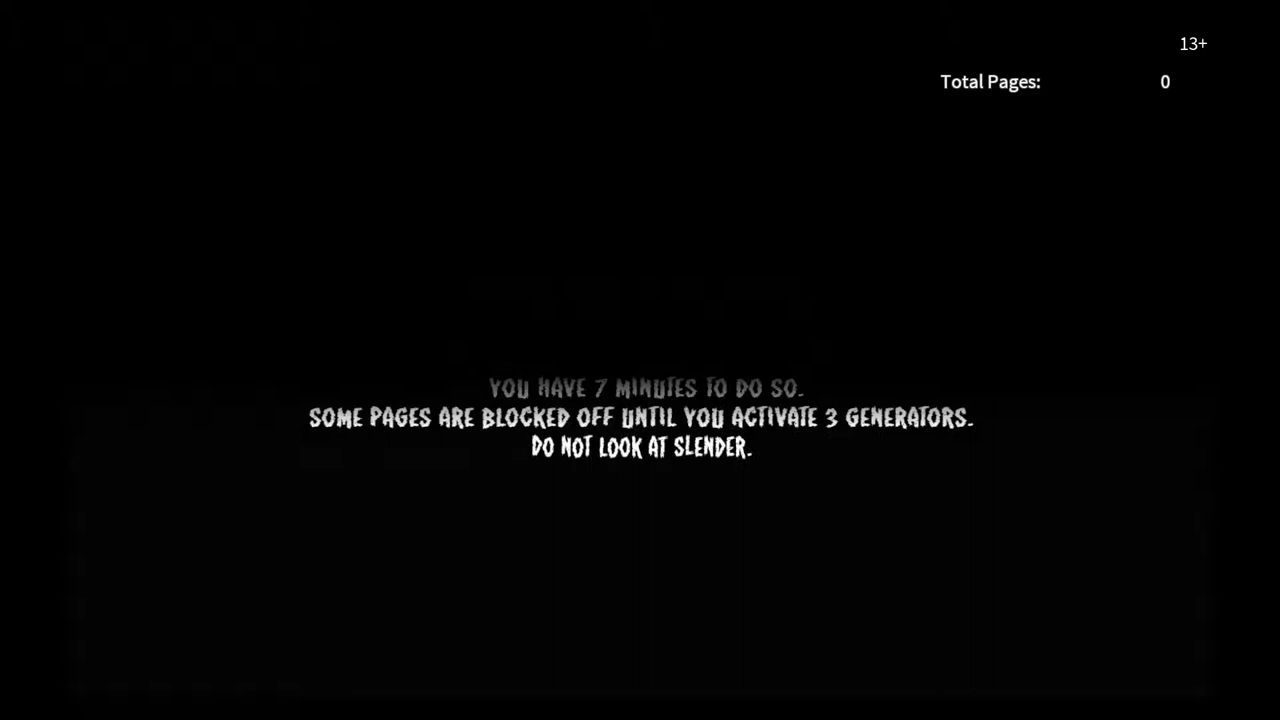 13+
Total Pages: 0
YOU HAVE 7 MINUTES TO DO SO.
SOME PAGES ARE BLOCKED OFF UNTIL YOU ACTIVATE 3 GENERATORS.
DO NOT LOOK AT SLENDER.